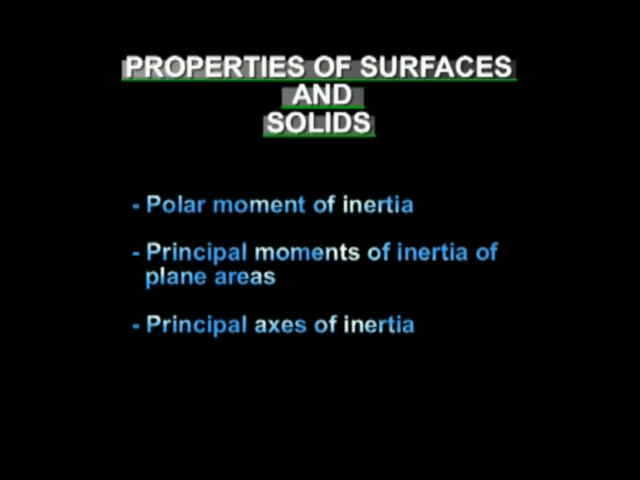 PROPERTIES OF SURFACES
AND
SOLIDS
- Polar moment of inertia
- Principal moments of inertia of
plane areas
- Principal axes of inertia